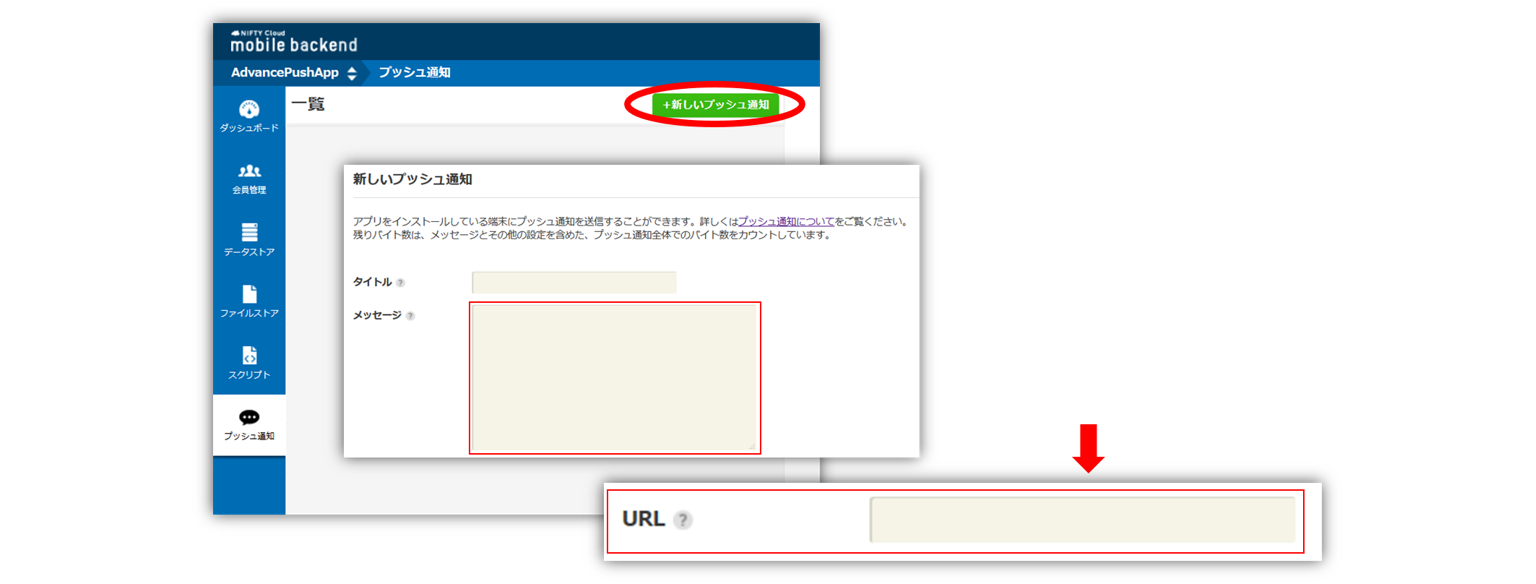 NIFTY Cloud
mobile backend
AdvancePushApp プッシュ通知
一覧
+新しいプッシュ通知
ダッシュボード
会員管理
データストア
ファイルストア
スクリプト
プッシュ通知
新しいプッシュ通知
アプリをインストールしている端末にプッシュ通知を送信することができます。詳しくはプッシュ通知についてをご覧ください。
残りバイト数は、メッセージとその他の設定を含めた、プッシュ通知全体でのバイト数をカウントしています。
タイトル ?
メッセージ ?
URL ?